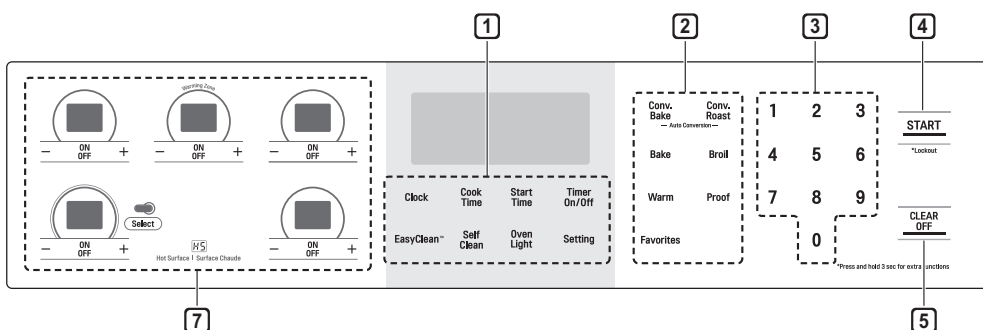 1
2
3
4
Warming Zone
ON
OFF
- +
ON
OFF
- +
ON
OFF
- +
Select
ON
OFF
- +
HS
Hot Surface | Surface Chaude
ON
OFF
- +
Clock
Cook
Time
Start
Time
Timer
On/Off
EasyClean™
Self
Clean
Oven
Light
Setting
Conv.
Bake
Conv.
Roast
Auto Conversion
Bake
Broil
Warm
Proof
Favorites
1 2 3
4 5 6
7 8 9
0
START
*Lockout
CLEAR
OFF
*Press and hold 3 sec for extra functions
7
5